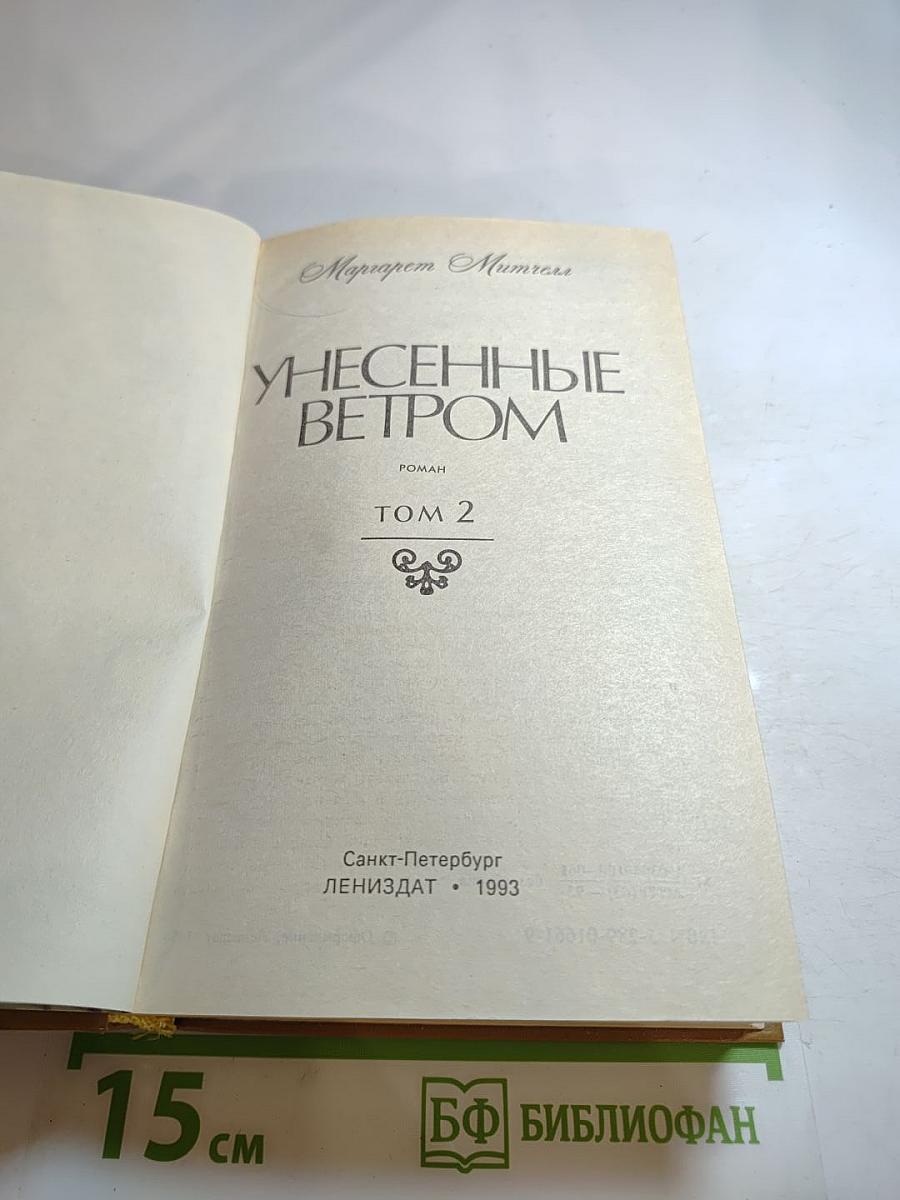 Маргарет Митчелл
УНЕСЕННЫЕ
ВЕТРОМ
РОМАН
ТОМ 2
Санкт-Петербург
ЛЕНИЗДАТ • 1993
15 см
БФ БИБЛИОФАН